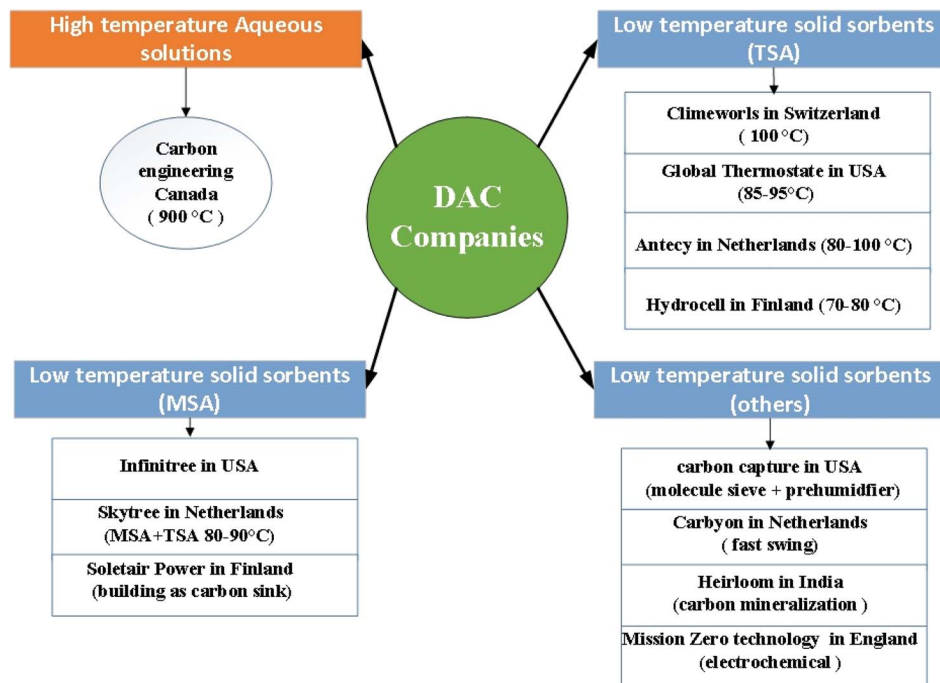 High temperature Aqueous
solutions
Carbon
engineering
Canada
( 900 °C )
DAC
Companies
Low temperature solid sorbents
(TSA)
Climeworls in Switzerland
( 100 °C)
Global Thermostate in USA
(85-95°C)
Antecy in Netherlands (80-100 °C)
Hydrocell in Finland (70-80 °C)
Low temperature solid sorbents
(MSA)
Infinitree in USA
Skytree in Netherlands
(MSA+TSA 80-90°C)
Soletair Power in Finland
(building as carbon sink)
Low temperature solid sorbents
(others)
carbon capture in USA
(molecule sieve + prehumidfier)
Carbyon in Netherlands
( fast swing)
Heirloom in India
(carbon mineralization )
Mission Zero technology in England
(electrochemical )